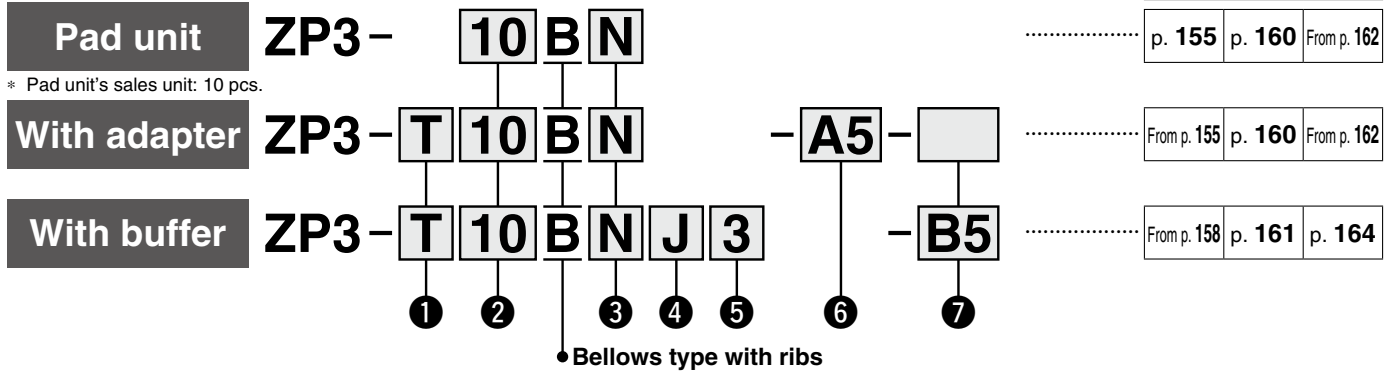 Pad unit ZP3– 10 B N p. 155 p. 160 From p. 162
* Pad unit's sales unit: 10 pcs.
With adapter ZP3–T 10 B N –A5– From p. 155 p. 160 From p. 162
With buffer ZP3–T 10 B N J 3 –B5 From p. 158 p. 161 p. 164
❶ ❷ ❸ ❹ ❺ ❻ ❼
Bellows type with ribs